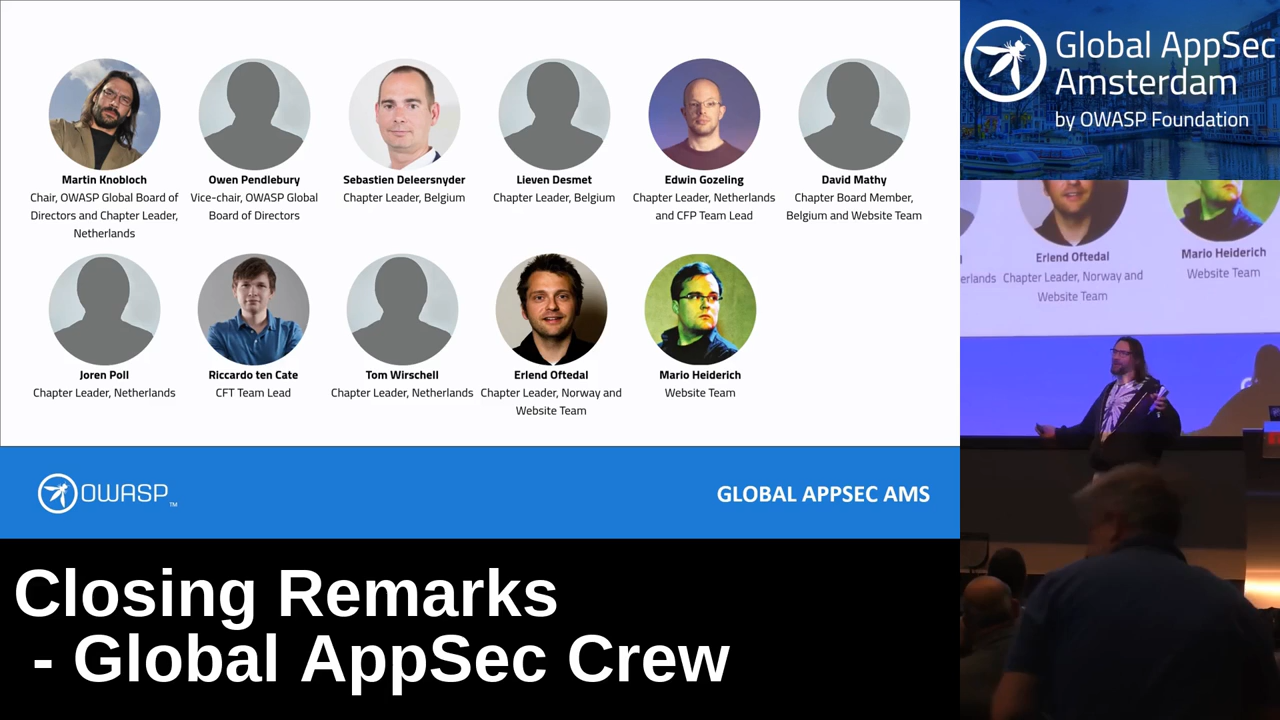 Martin Knobloch
Chair, OWASP Global Board of
Directors and Chapter Leader,
Netherlands
Owen Pendlebury
Vice-chair, OWASP Global
Board of Directors
Sebastien Deleersnyder
Chapter Leader, Belgium
Lieven Desmet
Chapter Leader, Belgium
Edwin Gozeling
Chapter Leader, Netherlands
and CFP Team Lead
David Mathy
Chapter Board Member,
Belgium and Website Team
Joren Poll
Chapter Leader, Netherlands
Riccardo ten Cate
CFT Team Lead
Tom Wirschell
Chapter Leader, Netherlands
Erlend Oftedal
Chapter Leader, Norway and
Website Team
Mario Heiderich
Website Team
OWASP TM
GLOBAL APPSEC AMS
Closing Remarks
- Global AppSec Crew
Global AppSec
Amsterdam
by OWASP Foundation
erlands
Erlend Oftedal
Chapter Leader, Norway and
Website Team
Mario Heiderich
Website Team